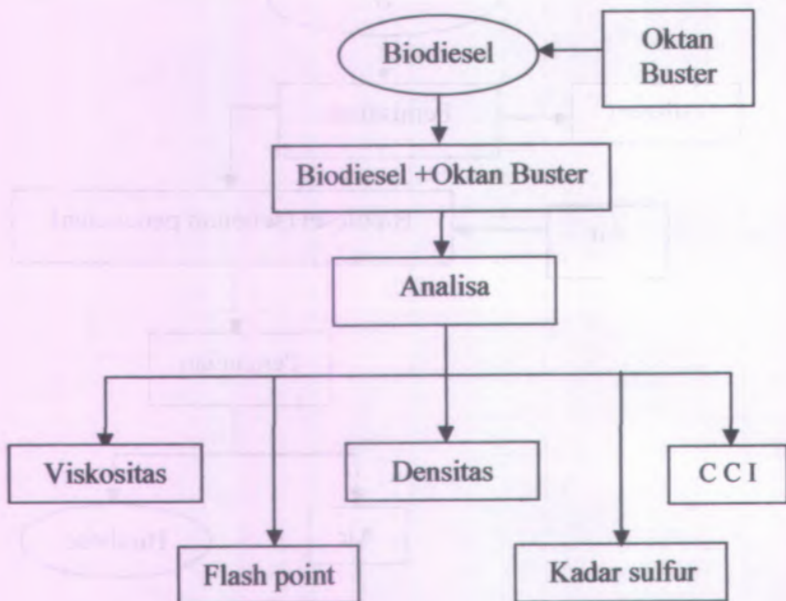 Biodiesel
Oktan
Buster
Biodiesel +Oktan Buster
Analisa
Viskositas
Densitas
C C I
Flash point
Kadar sulfur